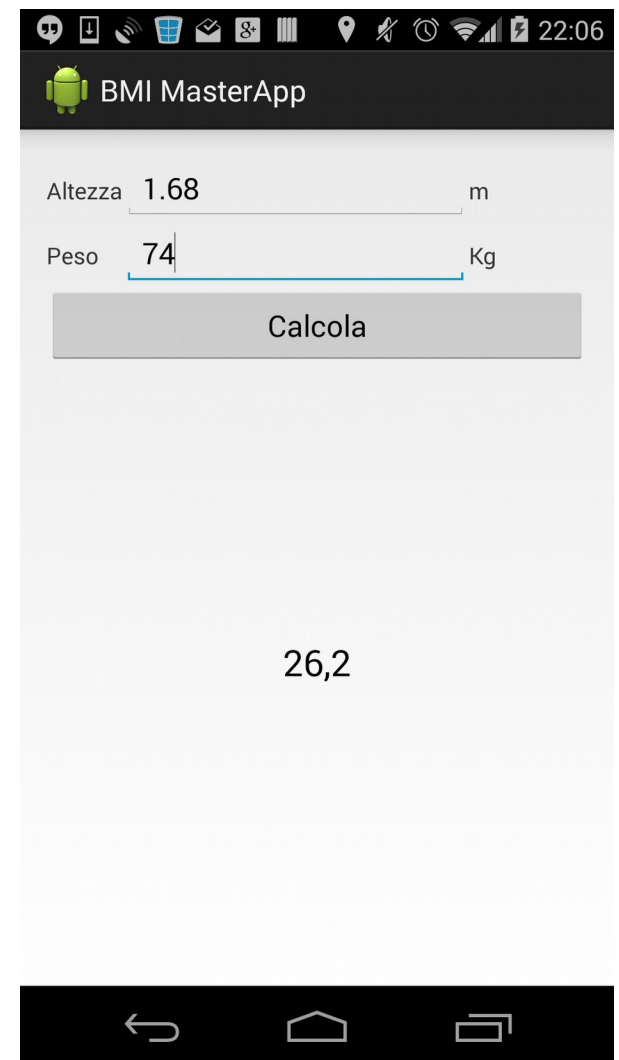 22:06
BMI MasterApp
Altezza 1.68 m
Peso 74 Kg
Calcola
26,2